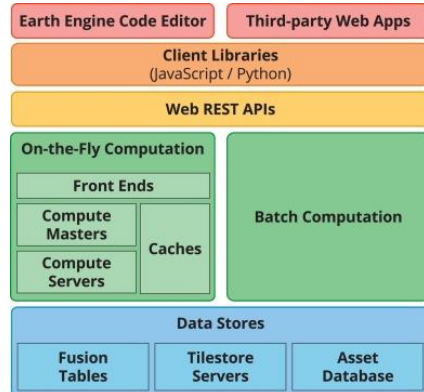 Earth Engine Code Editor
Third-party Web Apps
Client Libraries
(JavaScript / Python)
Web REST APIs
On-the-Fly Computation
Front Ends
Compute
Masters
Compute
Servers
Caches
Batch Computation
Data Stores
Fusion
Tables
Tilestore
Servers
Asset
Database